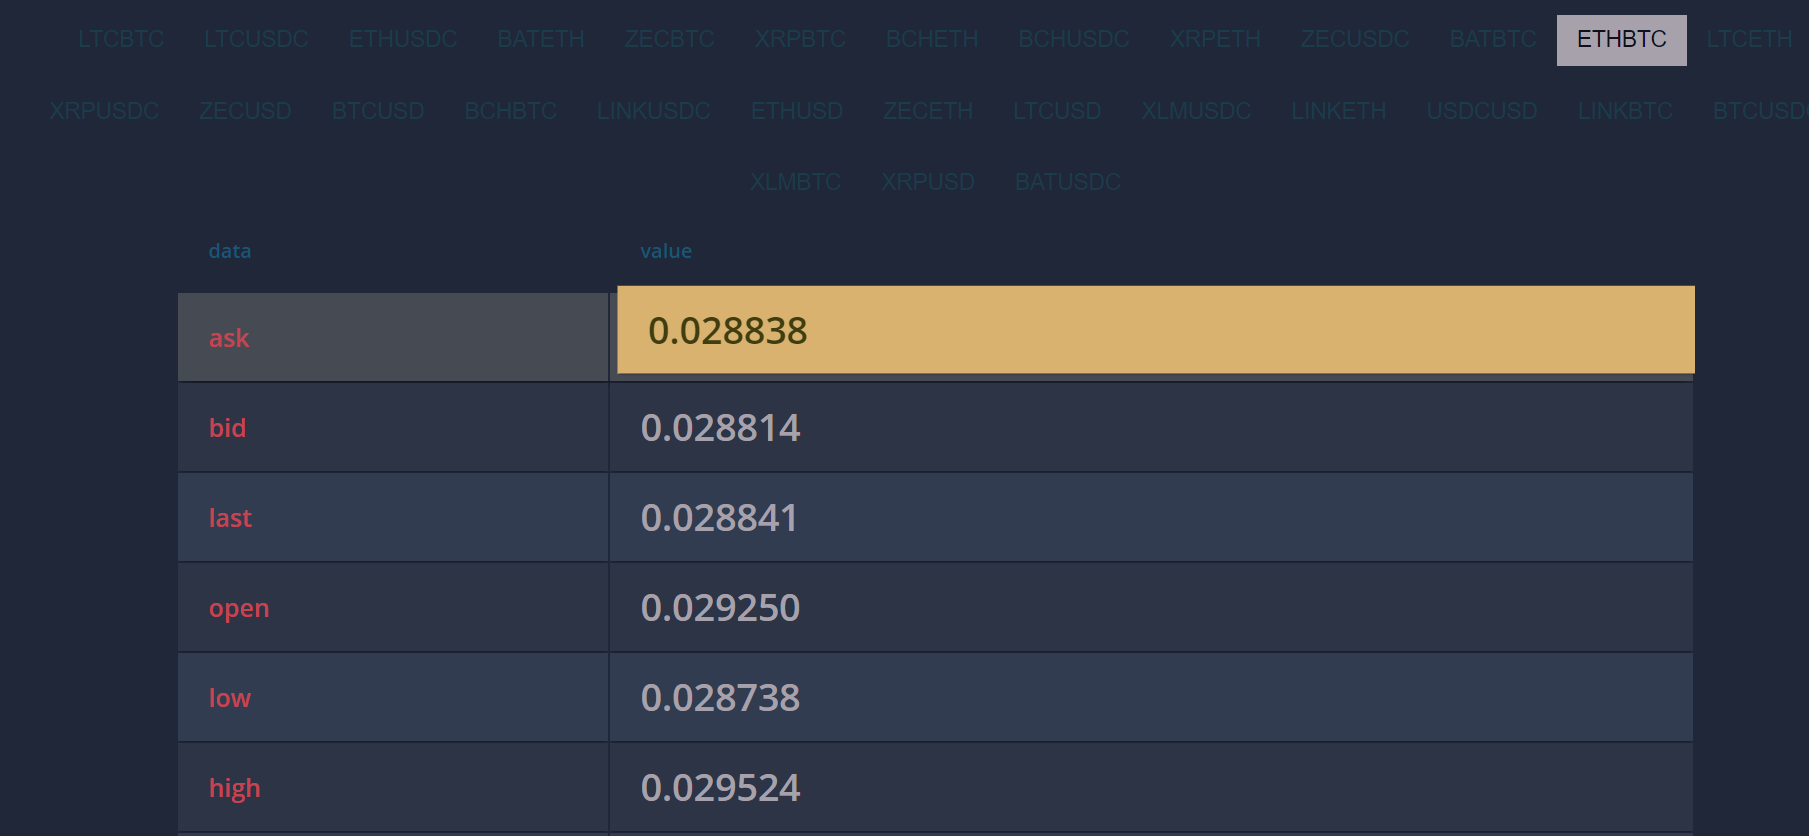 LTCBTC LTCUSDC ETHUSDC BATETH ZECBTC XRPBTC BCHETH BCHUSDC XRPETH ZECUSDC BATBTC ETHBTC LTCETH
XRPUSDC ZECUSD BTCUSD BCHBTC LINKUSDC ETHUSD ZECETH LTCUSD XLMUSDC LINKETH USDCUSD LINKBTC BTCUSD
XLMBTC XRPUSD BATUSDC
data value
ask 0.028838
bid 0.028814
last 0.028841
open 0.029250
low 0.028738
high 0.029524